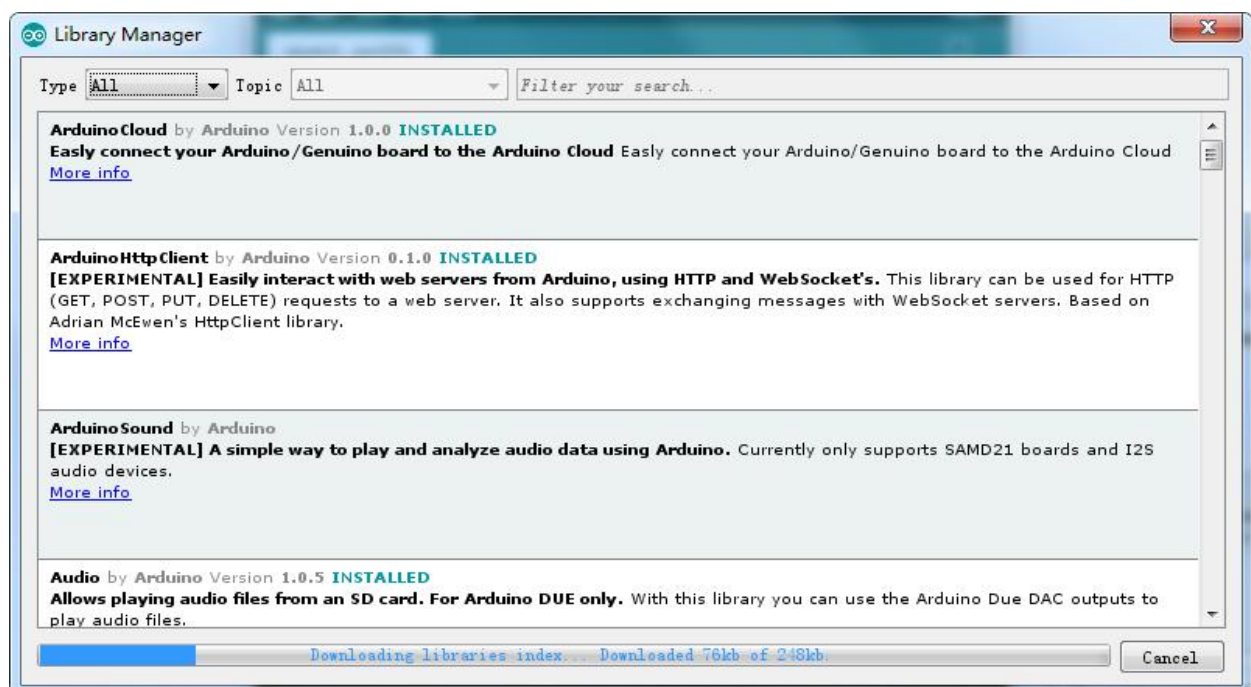 Library Manager
Type All Topic All Filter your search...
ArduinoCloud by Arduino Version 1.0.0 INSTALLED
Easly connect your Arduino/Genuino board to the Arduino Cloud Easly connect your Arduino/Genuino board to the Arduino Cloud
More info
ArduinoHttpClient by Arduino Version 0.1.0 INSTALLED
[EXPERIMENTAL] Easily interact with web servers from Arduino, using HTTP and WebSocket's. This library can be used for HTTP
(GET, POST, PUT, DELETE) requests to a web server. It also supports exchanging messages with WebSocket servers. Based on
Adrian McEwen's HttpClient library.
More info
ArduinoSound by Arduino
[EXPERIMENTAL] A simple way to play and analyze audio data using Arduino. Currently only supports SAMD21 boards and I2S
audio devices.
More info
Audio by Arduino Version 1.0.5 INSTALLED
Allows playing audio files from an SD card. For Arduino DUE only. With this library you can use the Arduino Due DAC outputs to
play audio files.
Downloading libraries index... Downloaded 76kb of 248kb.
Cancel